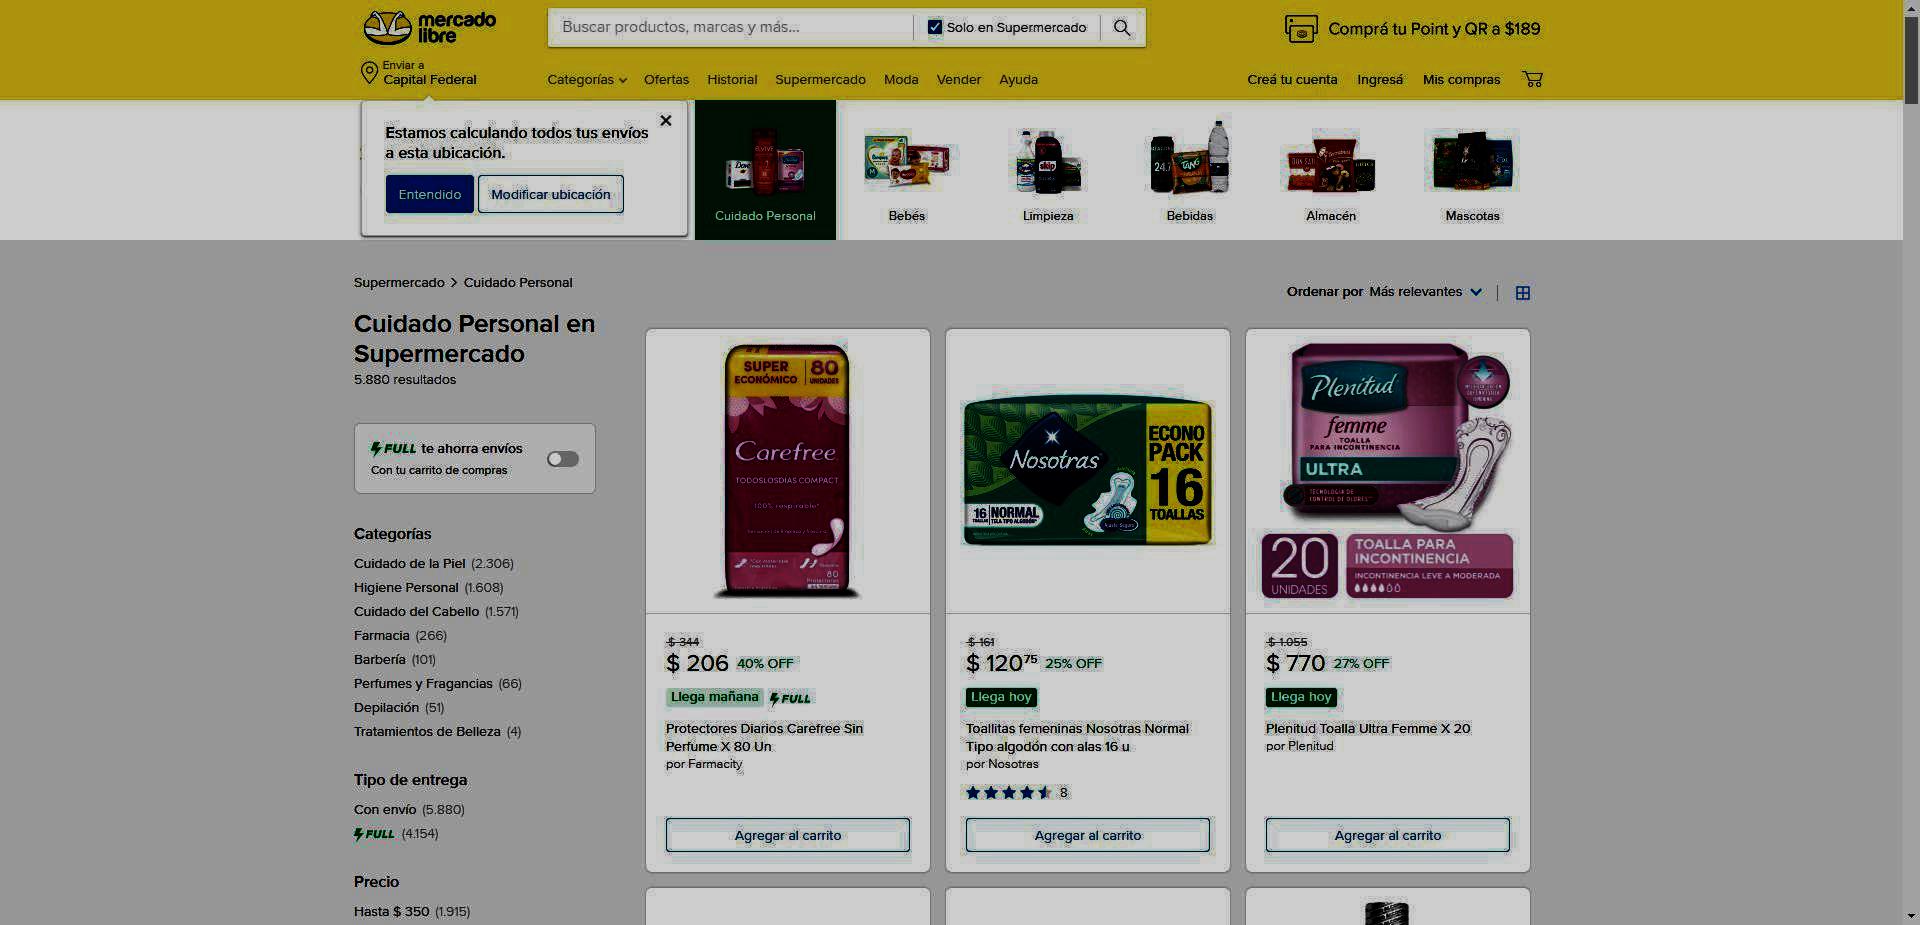 mercado
libre
Buscar productos, marcas y más...
Solo en Supermercado
Comprá tu Point y QR a $189
Enviar a
Capital Federal
Categorías
Ofertas
Historial
Supermercado
Moda
Vender
Ayuda
Creá tu cuenta
Ingresá
Mis compras
Estamos calculando todos tus envíos
a esta ubicación.
Entendido
Modificar ubicación
Cuidado Personal
Bebés
Limpieza
Bebidas
Almacén
Mascotas
Supermercado > Cuidado Personal
Ordenar por Más relevantes
Cuidado Personal en
Supermercado
5.880 resultados
FULL te ahorra envíos
Con tu carrito de compras
Categorías
Cuidado de la Piel (2.306)
Higiene Personal (1.608)
Cuidado del Cabello (1.571)
Farmacia (266)
Barbería (101)
Perfumes y Fragancias (66)
Depilación (51)
Tratamientos de Belleza (4)
Tipo de entrega
Con envío (5.880)
FULL (4.154)
Precio
Hasta $ 350 (1.915)
SUPER
ECONÓMICO
80
UNIDADES
Carefree
TODOSLOSDIAS COMPACT
100% respirable*
80
$ 344
$ 206 40% OFF
Llega mañana FULL
Protectores Diarios Carefree Sin
Perfume X 80 Un
por Farmacity
Agregar al carrito
Nosotras
ECONO
PACK
16
TOALLAS
16 NORMAL
$ 161
$ 120 75 25% OFF
Llega hoy
Toallitas femeninas Nosotras Normal
Tipo algodón con alas 16 u
por Nosotras
8
Agregar al carrito
Plenitud
femme
TOALLA
PARA INCONTINENCIA
ULTRA
TECNOLOGIA DE
CONTROL DE OLORES
20
UNIDADES
TOALLA PARA
INCONTINENCIA
INCONTINENCIA LEVE A MODERADA
$ 1.055
$ 770 27% OFF
Llega hoy
Plenitud Toalla Ultra Femme X 20
por Plenitud
Agregar al carrito